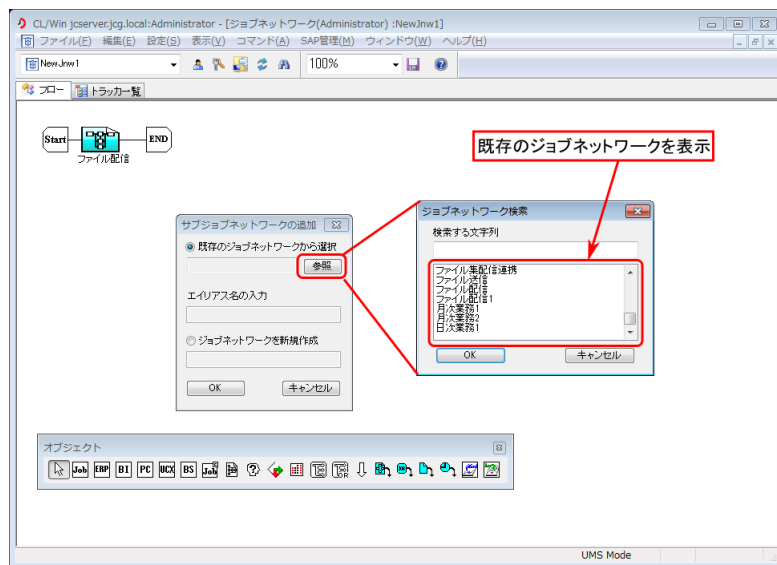 CL/Win jcserver.jcg.local:Administrator - [ジョブネットワーク(Administrator) :NewJnw1]
ファイル(F) 編集(E) 設定(S) 表示(V) コマンド(A) SAP管理(M) ウィンドウ(W) ヘルプ(H)
NewJnw1 100%
フロー トラッカ一覧
既存のジョブネットワークを表示
Start END
ファイル配信
サブジョブネットワークの追加
既存のジョブネットワークから選択
参照
エイリアス名の入力
ジョブネットワークを新規作成
OK キャンセル
ジョブネットワーク検索
検索する文字列
ファイル集配信連携
ファイル送信
ファイル配信
ファイル配信1
月次業務1
月次業務2
日次業務1
OK キャンセル
オブジェクト
Job ERP BI PC UCX BS Job
UMS Mode